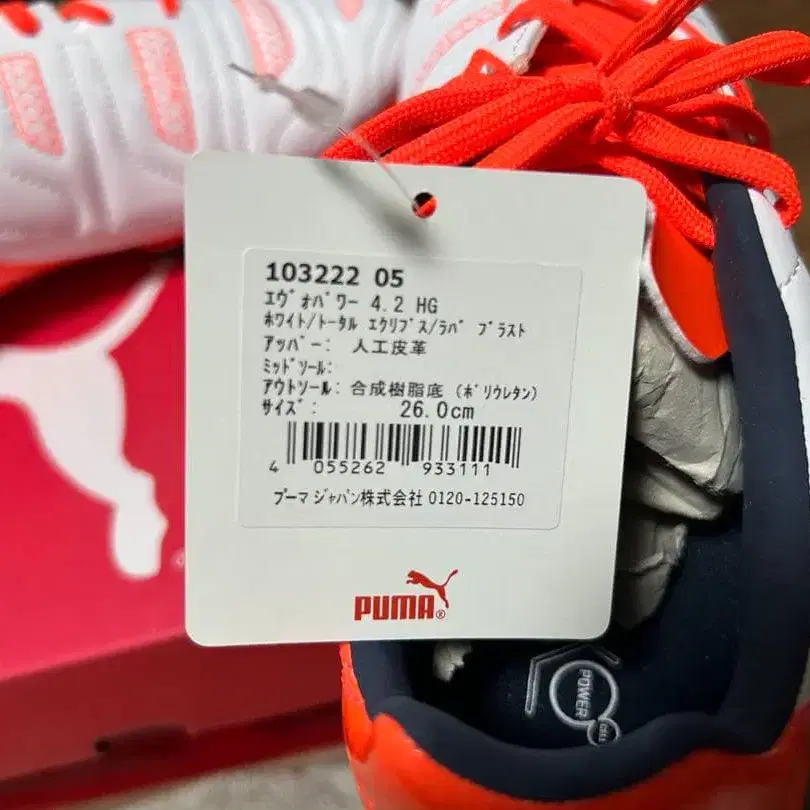 103222 05
エヴォパワー 4.2 HG
ホワイト/トータル エクリプス/ラバ ブラスト
アッパー: 人工皮革
ミッドソール:
アウトソール: 合成樹脂底 (ポリウレタン)
サイズ: 26.0cm
4 055262 933111
プーマ ジャパン株式会社 0120-125150
PUMA®
POWER
CELL